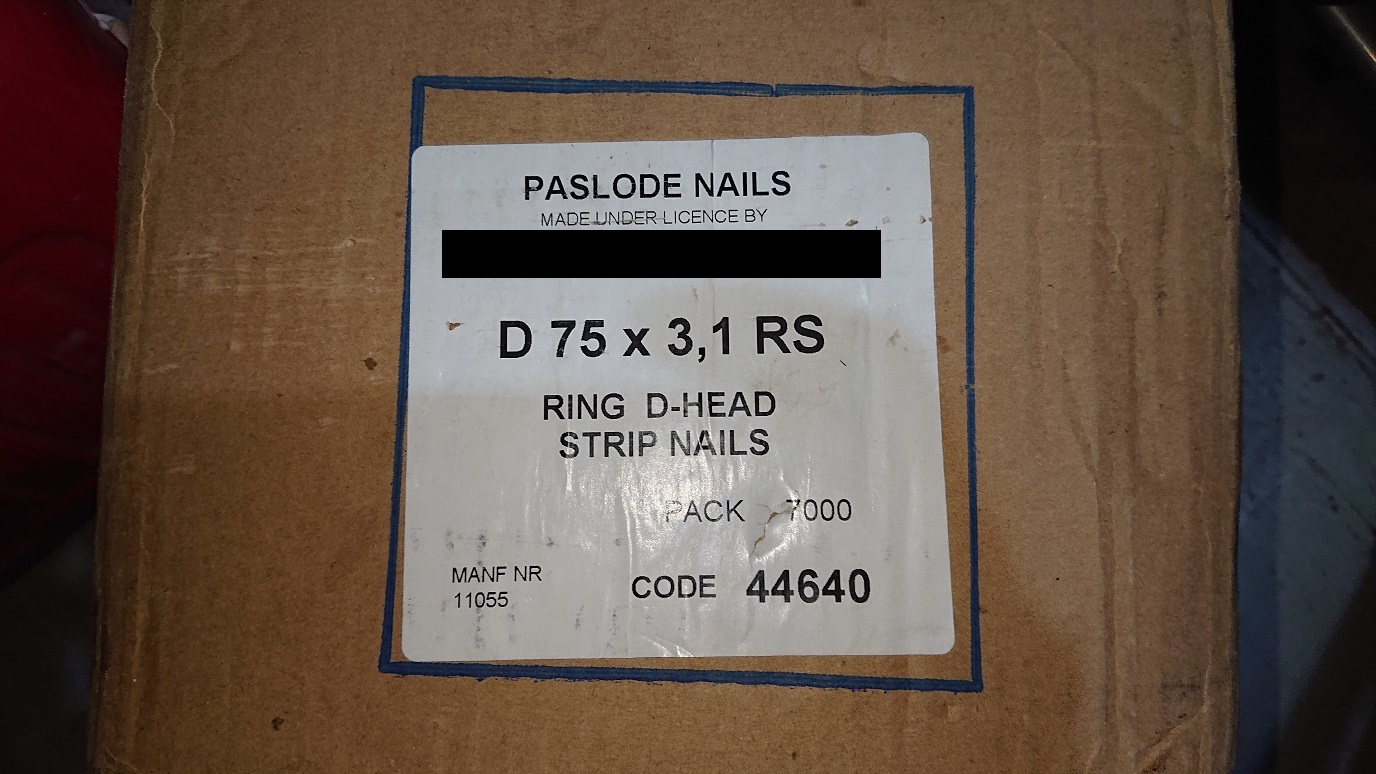 PASLODE NAILS
MADE UNDER LICENCE BY
D 75 x 3,1 RS
RING D-HEAD
STRIP NAILS
PACK 7000
MANF NR
11055
CODE 44640